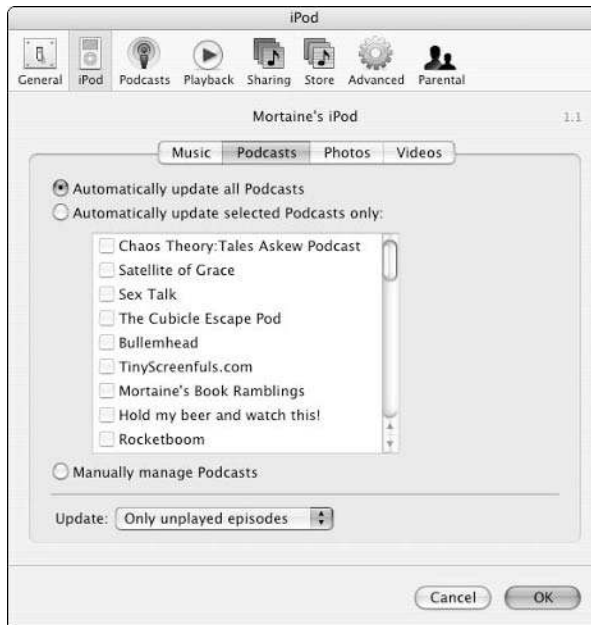 iPod
General iPod Podcasts Playback Sharing Store Advanced Parental
Mortaine's iPod 1.1
Music Podcasts Photos Videos
Automatically update all Podcasts
Automatically update selected Podcasts only:
Chaos Theory:Tales Askew Podcast
Satellite of Grace
Sex Talk
The Cubicle Escape Pod
Bullemhead
TinyScreenfuls.com
Mortaine's Book Ramblings
Hold my beer and watch this!
Rocketboom
Manually manage Podcasts
Update: Only unplayed episodes
Cancel OK